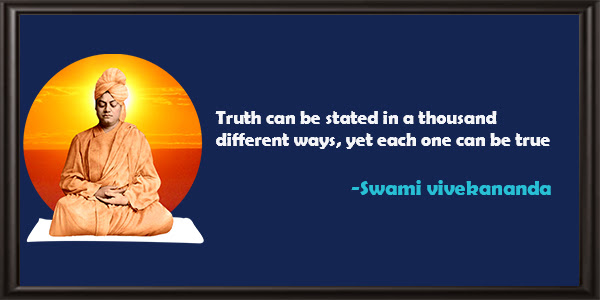 Truth can be stated in a thousand
different ways, yet each one can be true
-Swami vivekananda